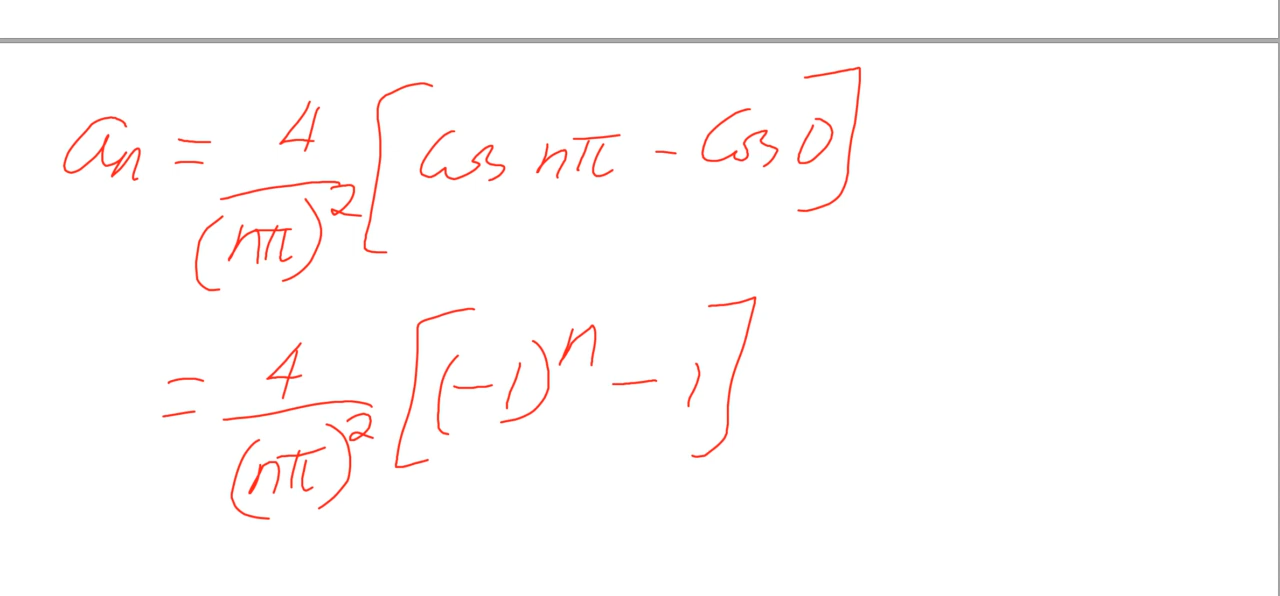 aₙ = 4/(nπ)² [Cos nπ - Cos 0]
= 4/(nπ)² [(-1)ⁿ - 1]